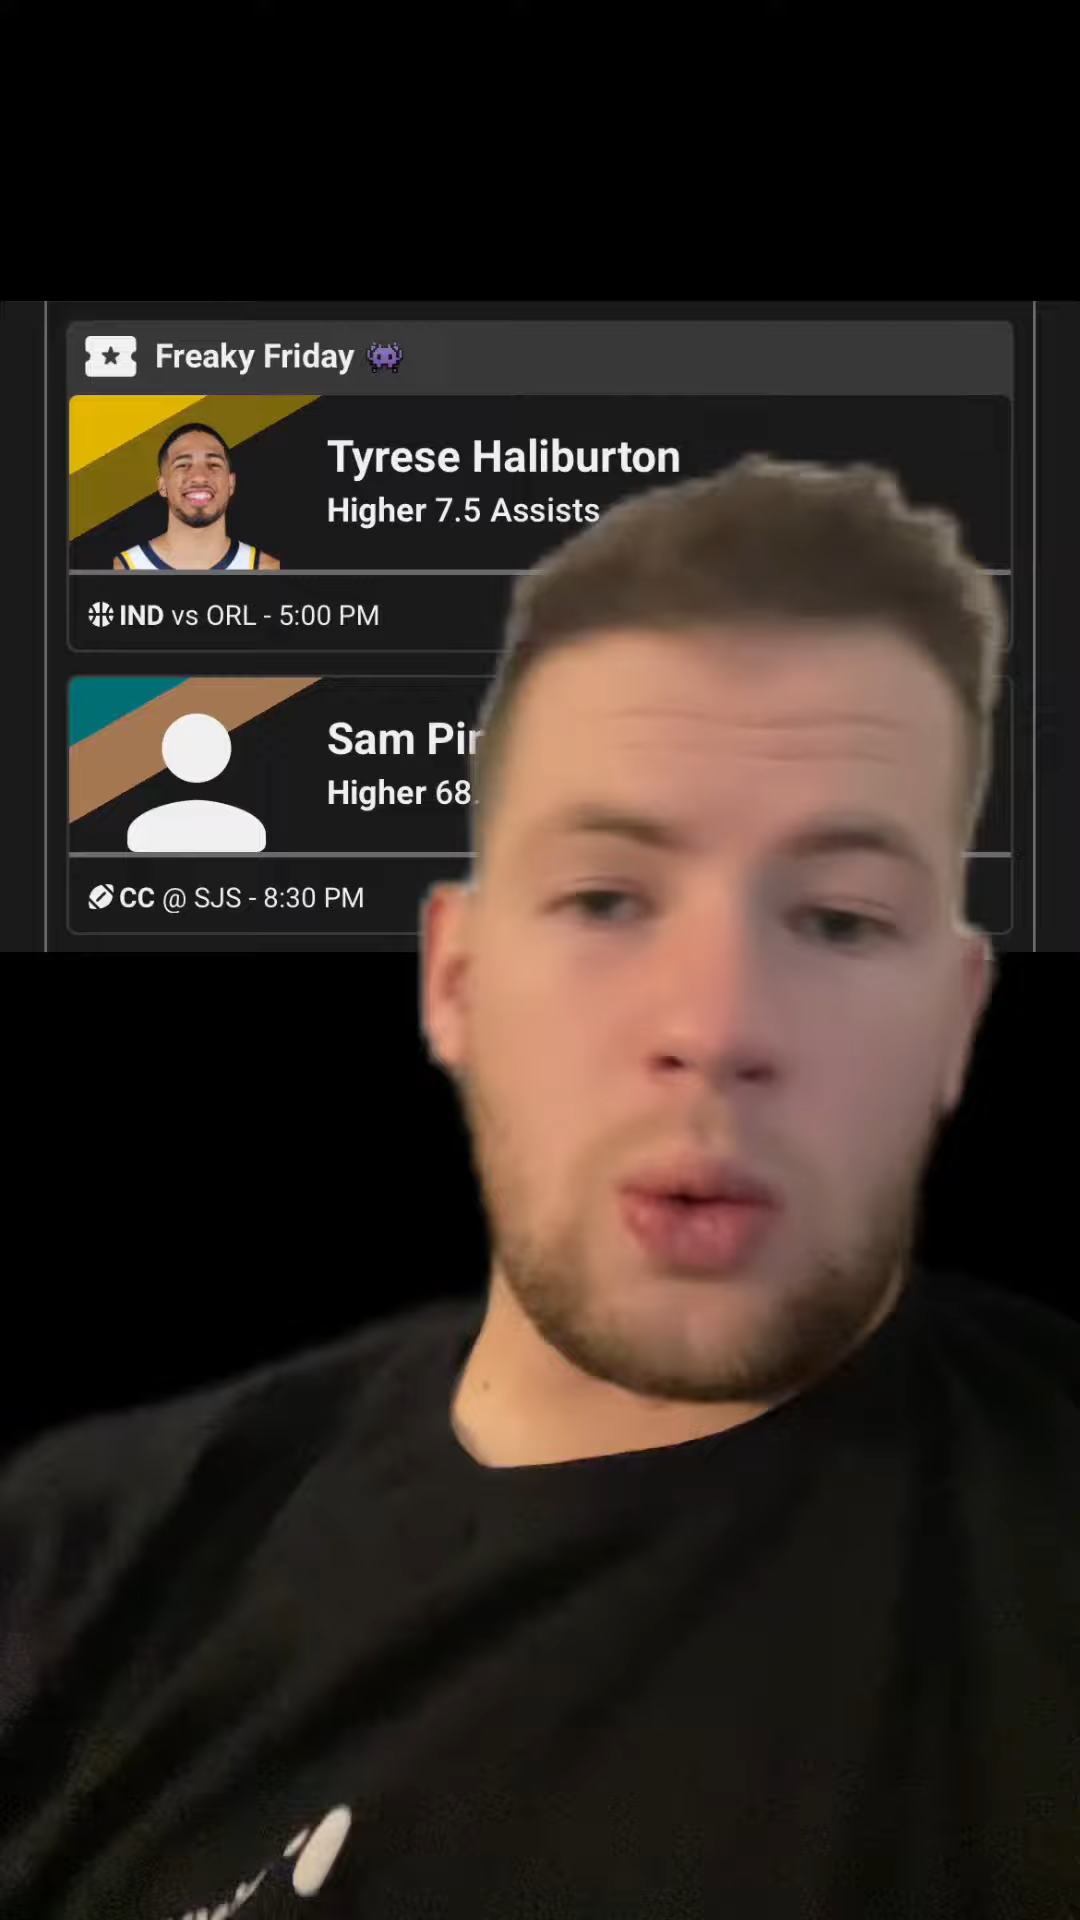 Freaky Friday 👾
Tyrese Haliburton
Higher 7.5 Assists
IND vs ORL - 5:00 PM
Sam
Higher 68.
CC @ SJS - 8:30 PM